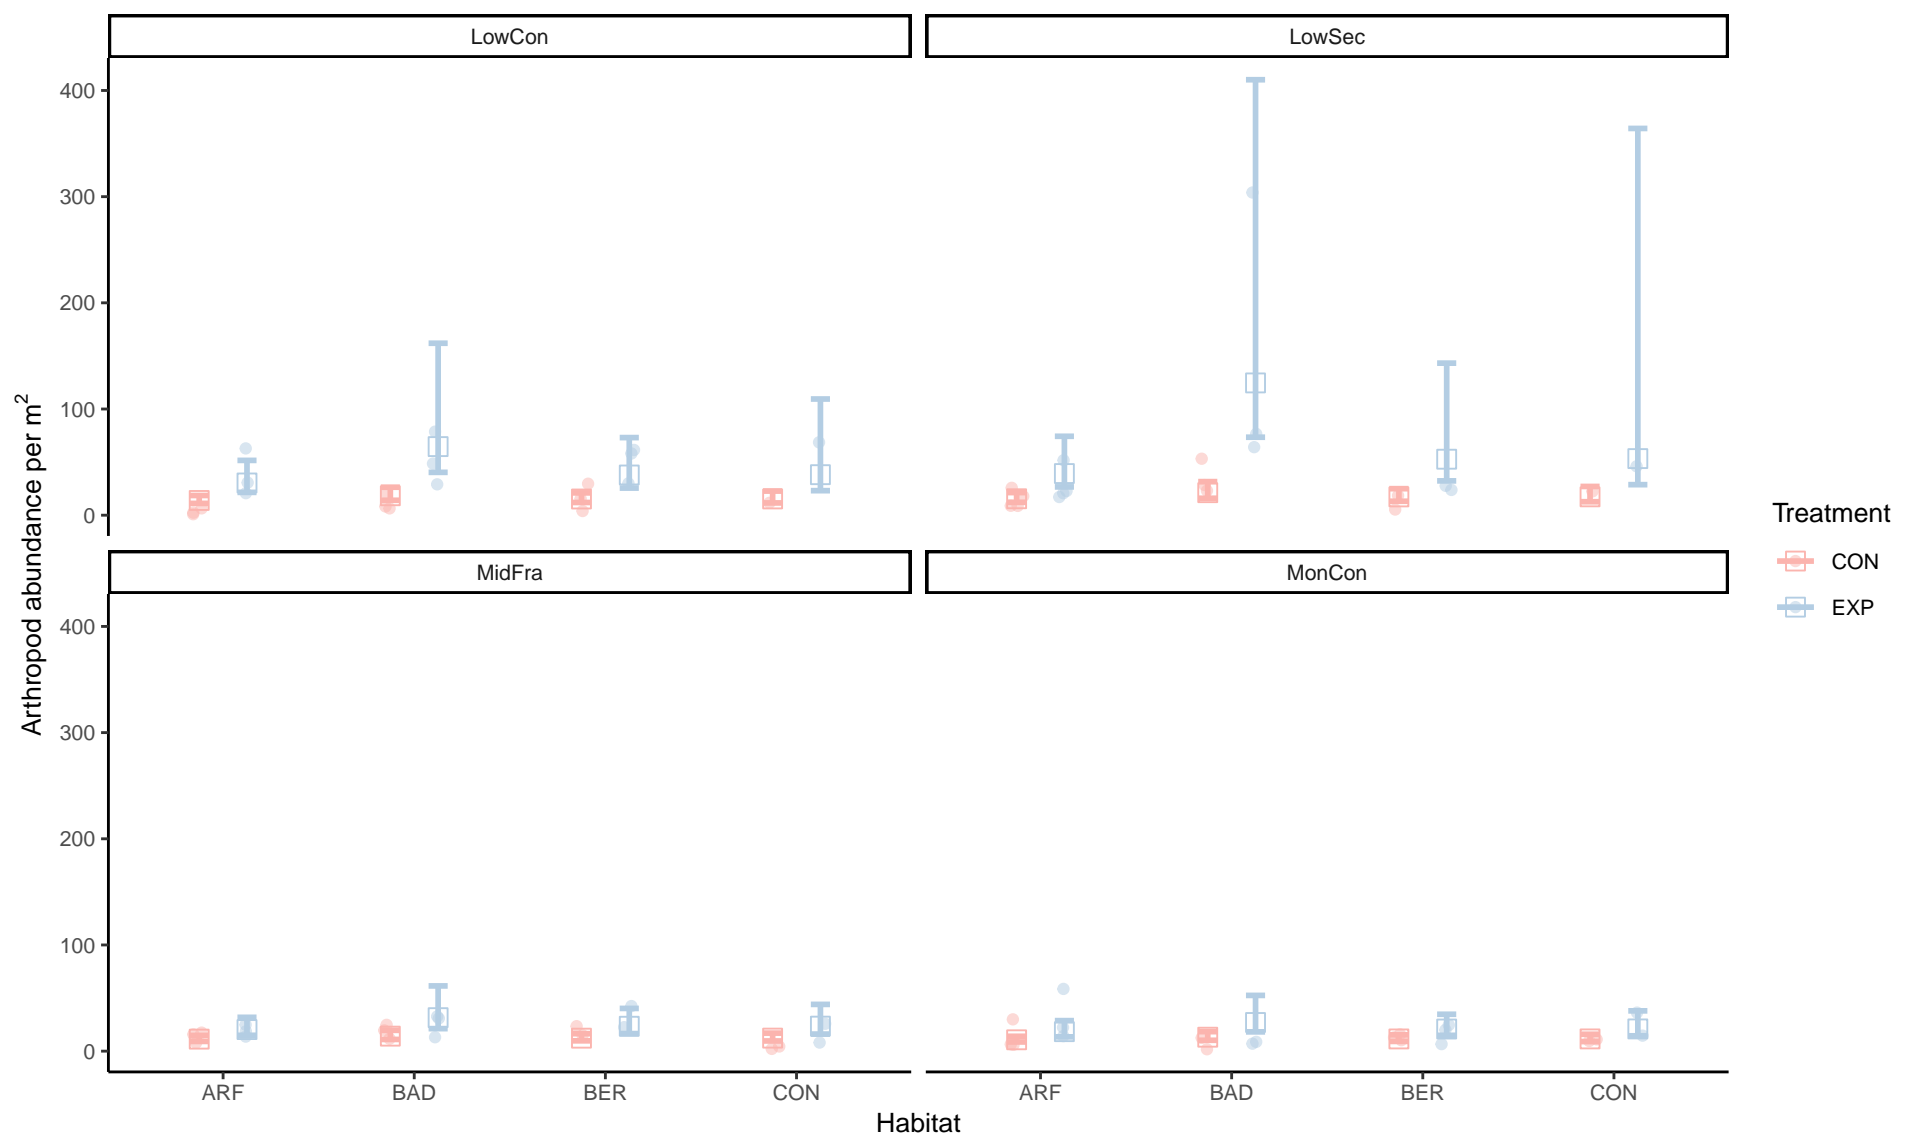 LowCon
LowSec
400
300
200
100
0
MidFra
MonCon
400
300
200
100
0
ARF
BAD
BER
CON
ARF
BAD
BER
CON
Habitat
Arthropod abundance per m²
Treatment
CON
EXP